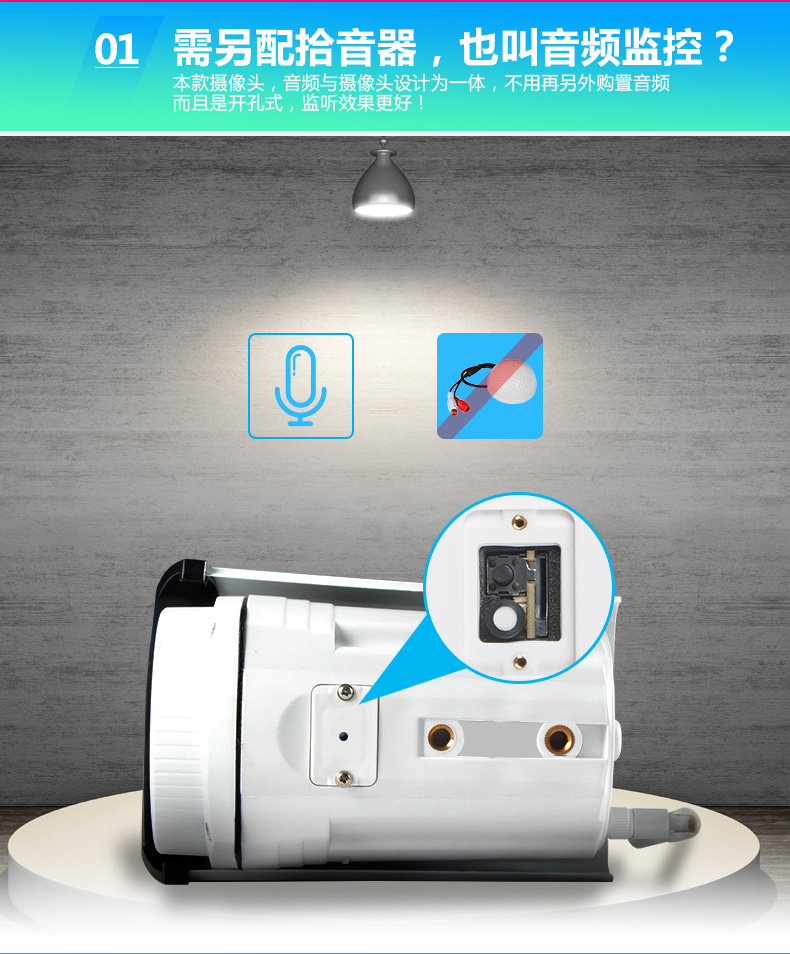 01 需另配拾音器，也叫音频监控？
本款摄像头，音频与摄像头设计为一体，不用再另外购置音频
而且是开孔式，监听效果更好！